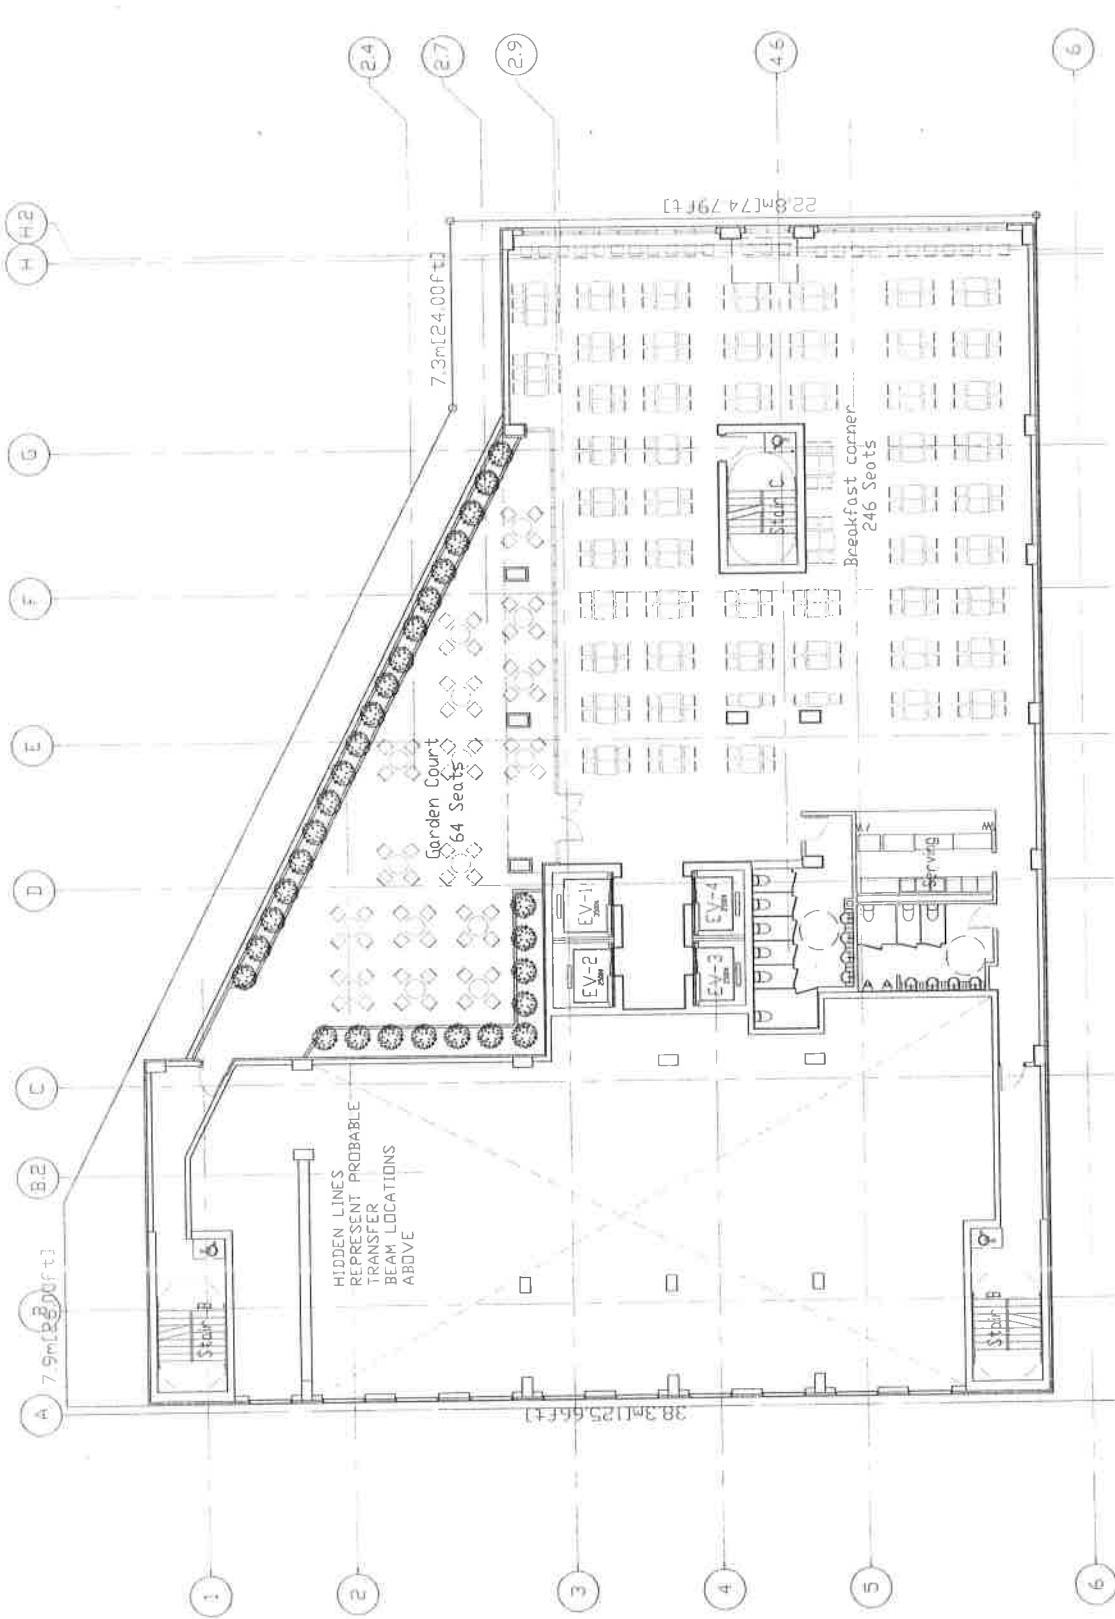 2.4
2.7
2.9
4.6
6
H2
H
G
F
E
D
C
B.2
B
A
7.3m[24.00ft]
22.8m[74.79ft]
Garden Court
64 Seats
Stair C
Breakfast corner
246 Seats
EV-1
EV-2
EV-4
EV-3
Serving
HIDDEN LINES
REPRESENT PROBABLE
TRANSFER
BEAM LOCATIONS
ABOVE
Stair B
Stair B
38.3m[125.66ft]
1
2
3
4
5
6